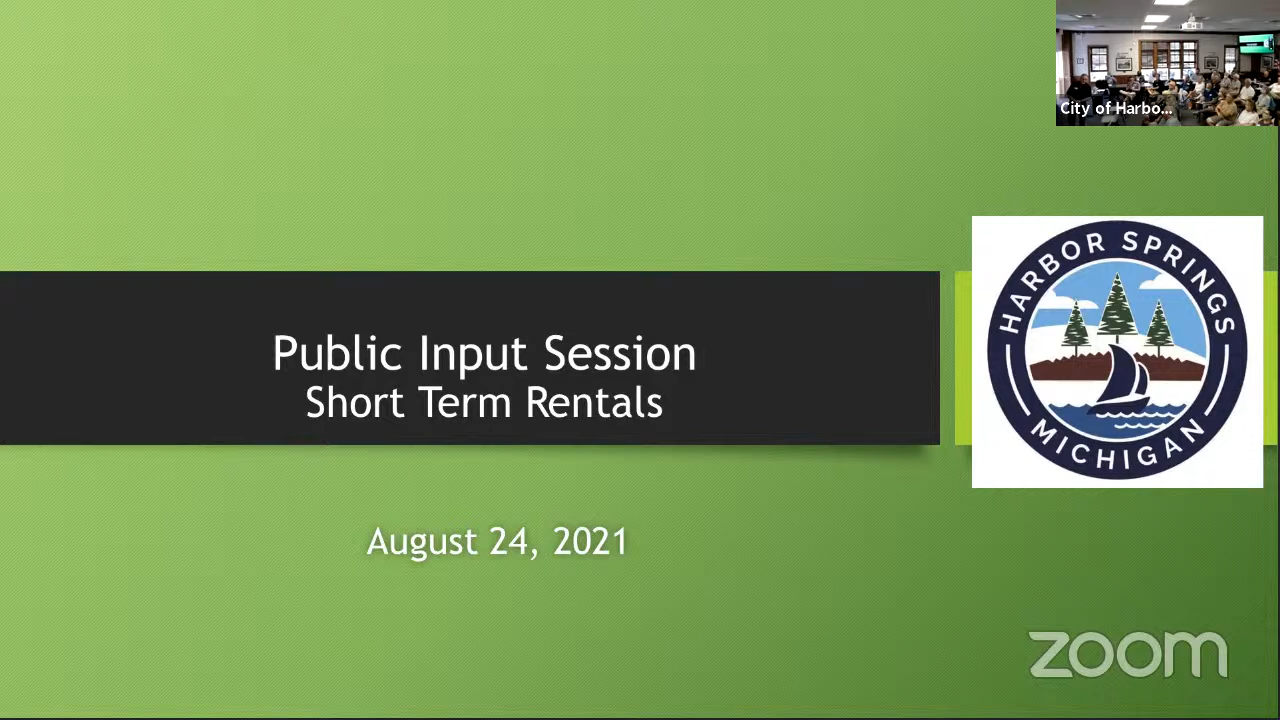 City of Harbo...
Public Input Session
Short Term Rentals
HARBOR SPRINGS
MICHIGAN
August 24, 2021
zoom